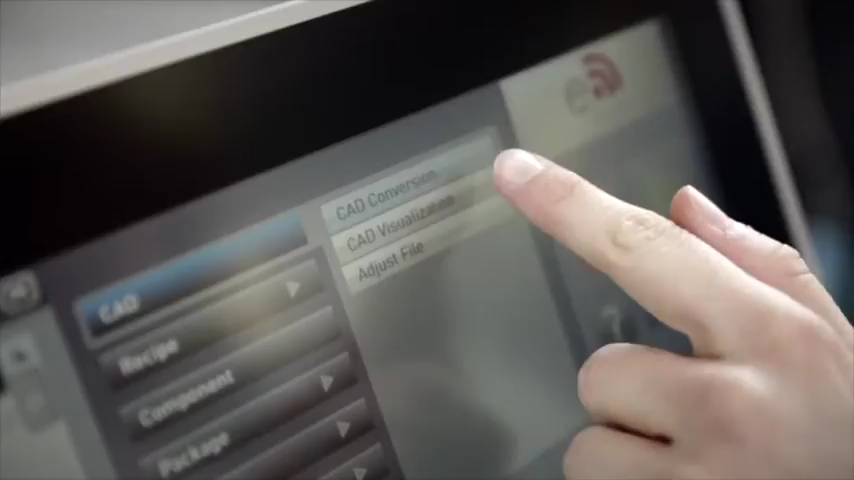 CAD
Recipe
Component
Package
CAD Conversion
CAD Visualization
Adjust File